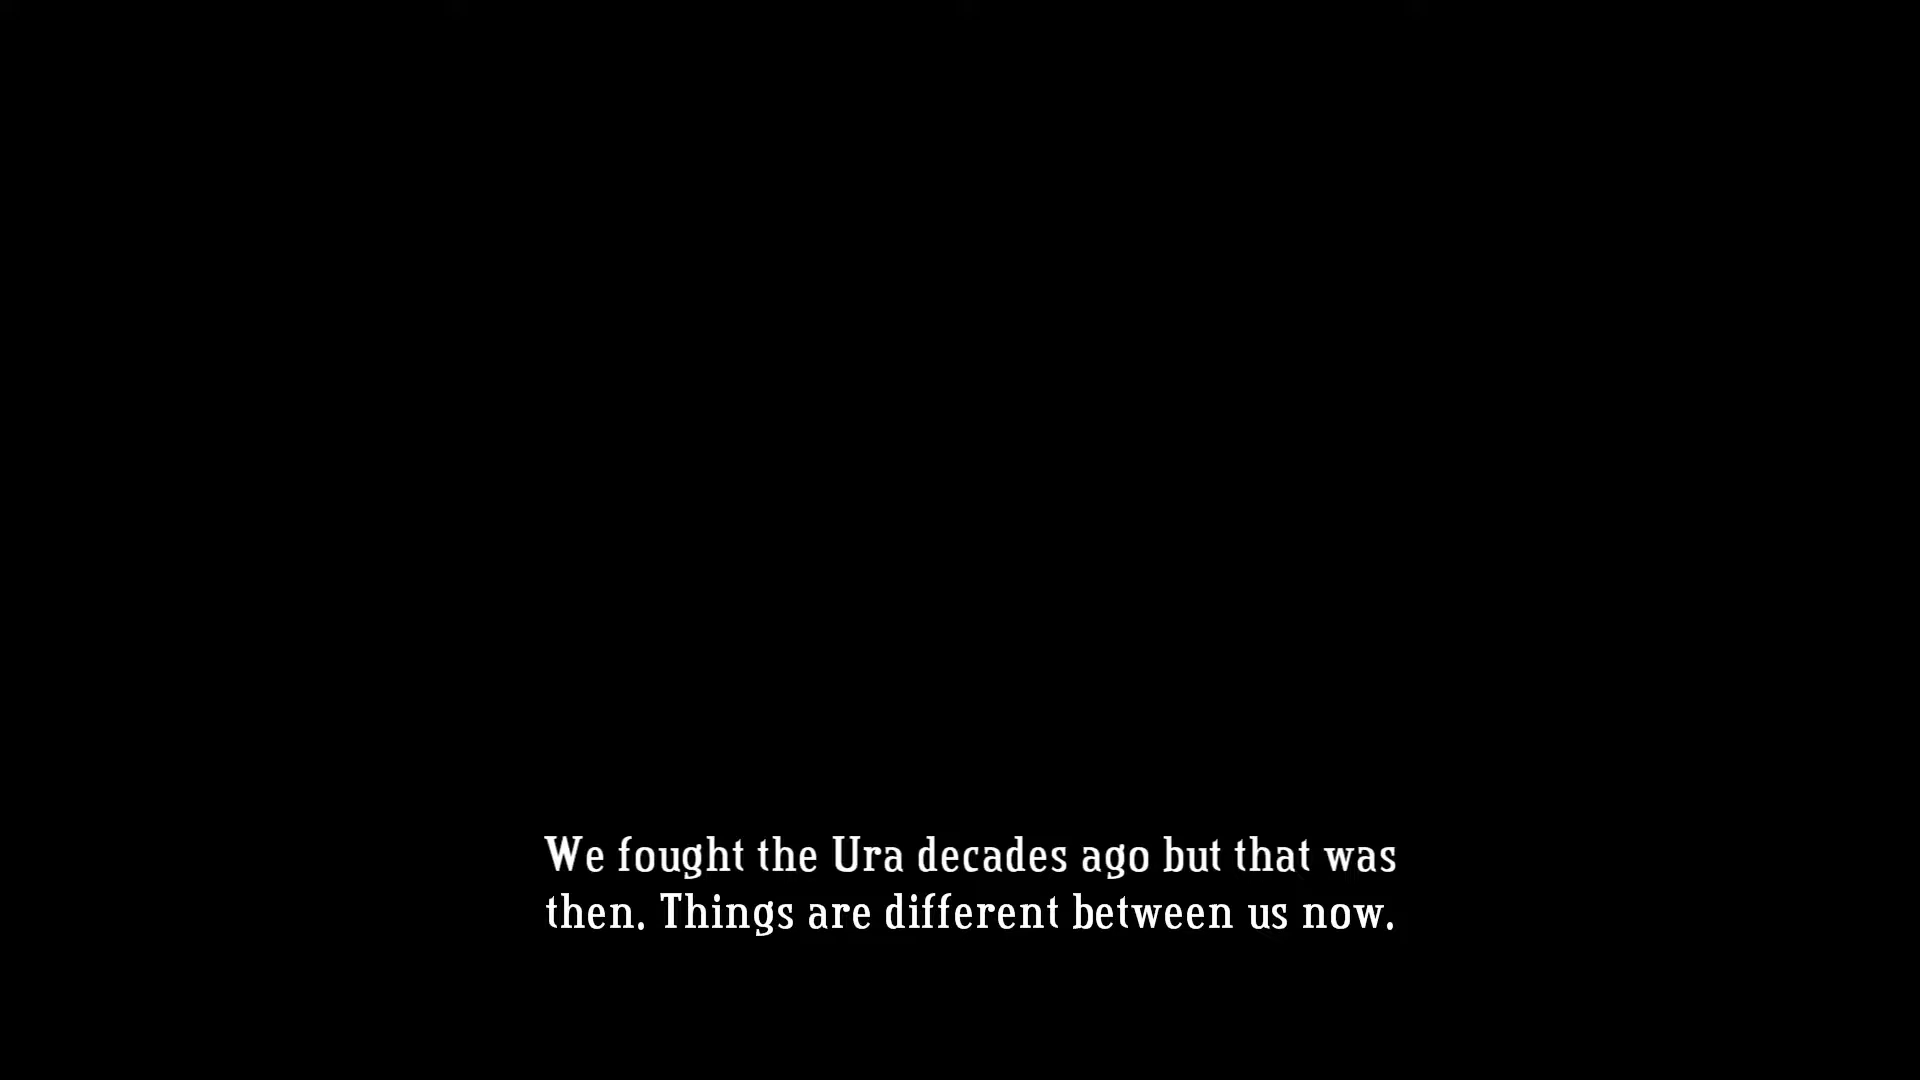 We fought the Ura decades ago but that was
then. Things are different between us now.